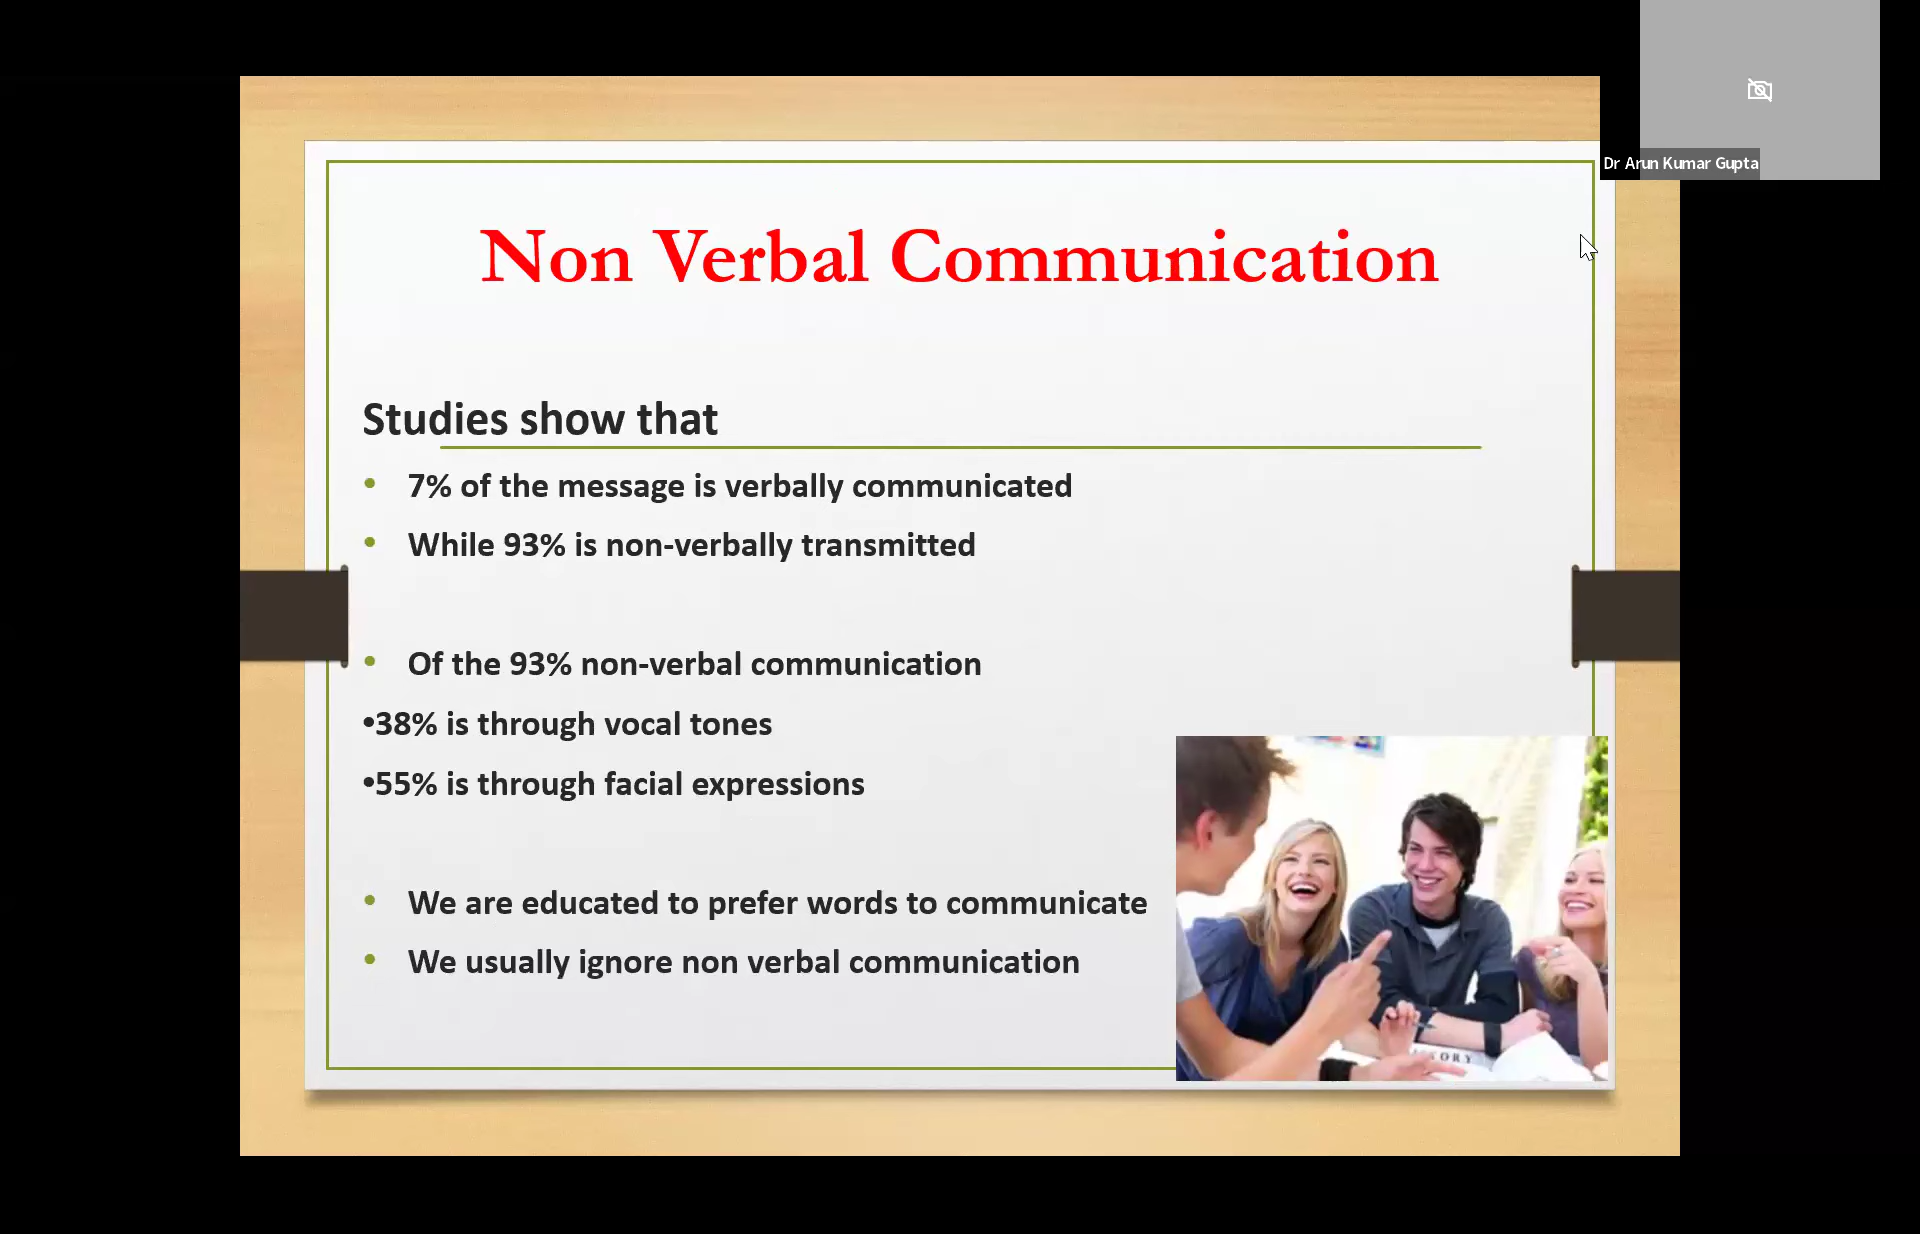 Dr Arun Kumar Gupta
Non Verbal Communication
Studies show that
• 7% of the message is verbally communicated
• While 93% is non-verbally transmitted
• Of the 93% non-verbal communication
•38% is through vocal tones
•55% is through facial expressions
• We are educated to prefer words to communicate
• We usually ignore non verbal communication